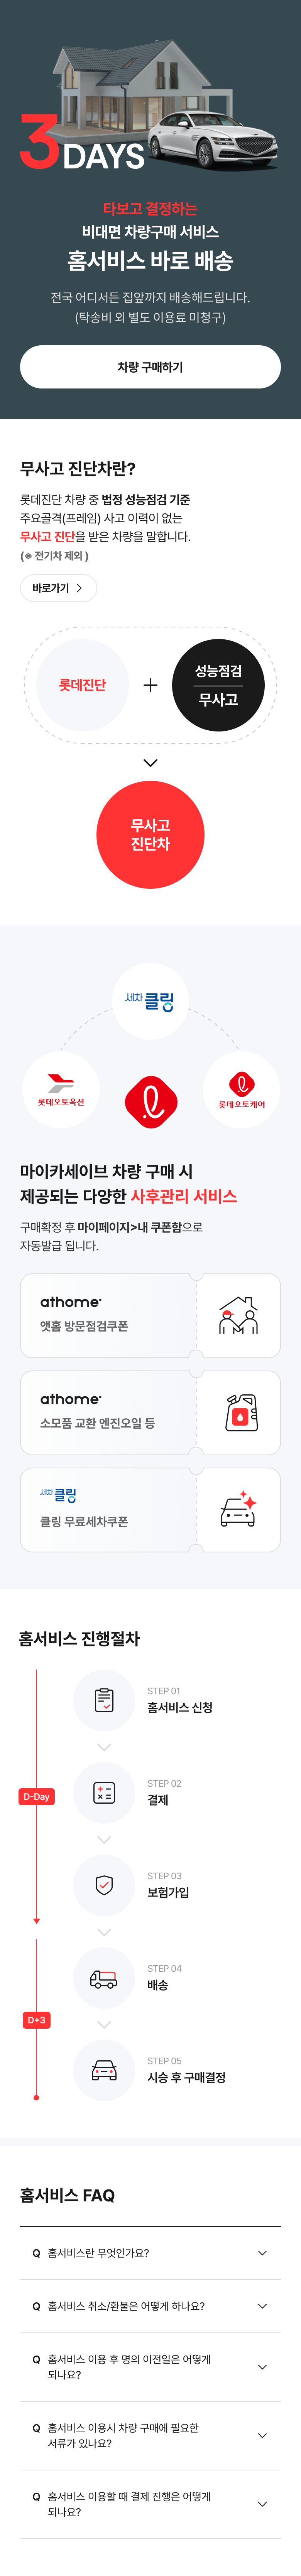 3DAYS
타보고 결정하는
비대면 차량구매 서비스
홈서비스 바로 배송
전국 어디서든 집앞까지 배송해드립니다.
(탁송비 외 별도 이용료 미청구)
차량 구매하기
무사고 진단차란?
롯데진단 차량 중 법정 성능점검 기준
주요골격(프레임) 사고 이력이 없는
무사고 진단을 받은 차량을 말합니다.
(※ 전기차 제외 )
바로가기
롯데진단
성능점검
무사고
무사고
진단차
세차 클링
롯데오토옥션
롯데오토케어
마이카세이브 차량 구매 시
제공되는 다양한 사후관리 서비스
구매확정 후 마이페이지>내 쿠폰함으로
자동발급 됩니다.
athome
앳홈 방문점검쿠폰
athome
소모품 교환 엔진오일 등
세차 클링
클링 무료세차쿠폰
홈서비스 진행절차
STEP 01
홈서비스 신청
D-Day
STEP 02
결제
STEP 03
보험가입
STEP 04
배송
D+3
STEP 05
시승 후 구매결정
홈서비스 FAQ
Q 홈서비스란 무엇인가요?
Q 홈서비스 취소/환불은 어떻게 하나요?
Q 홈서비스 이용 후 명의 이전일은 어떻게
되나요?
Q 홈서비스 이용시 차량 구매에 필요한
서류가 있나요?
Q 홈서비스 이용할 때 결제 진행은 어떻게
되나요?